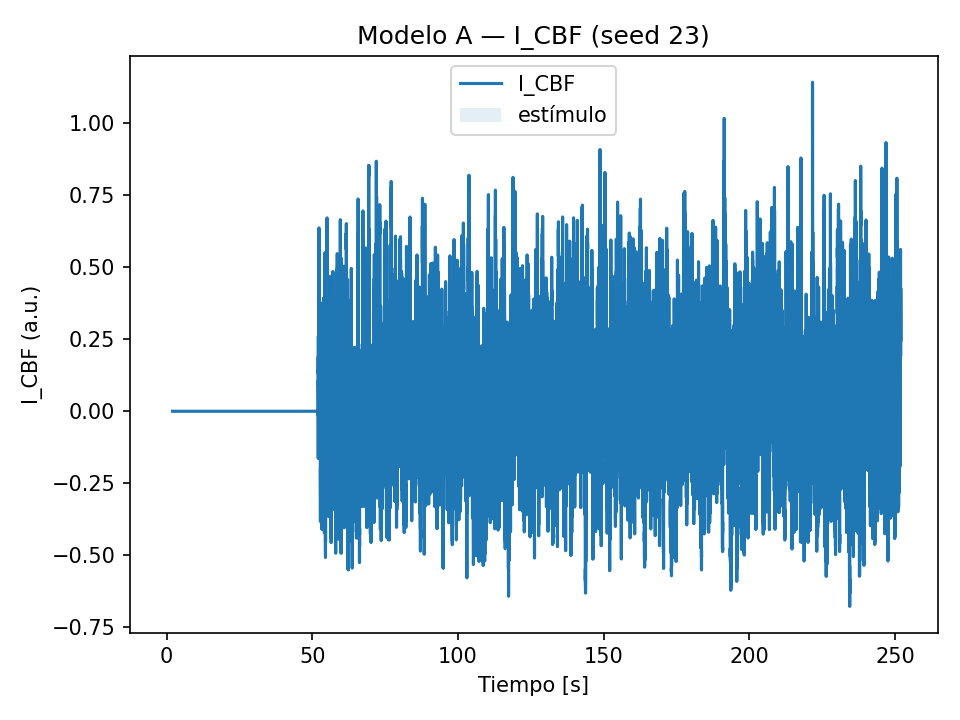 Modelo A — I_CBF (seed 23)
I_CBF
estímulo
I_CBF (a.u.)
1.00
0.75
0.50
0.25
0.00
−0.25
−0.50
−0.75
0
50
100
150
200
250
Tiempo [s]